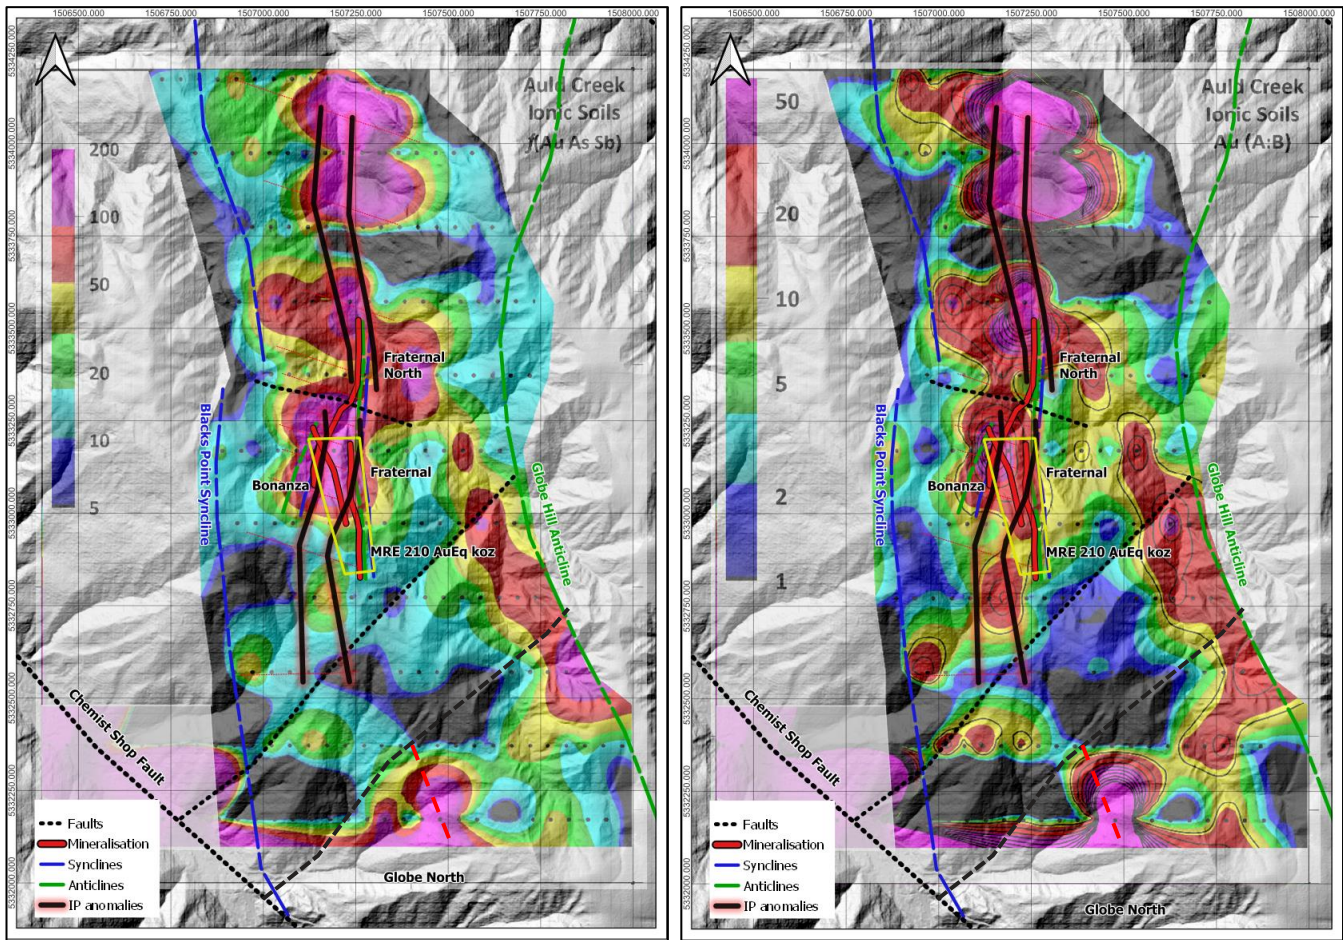 1506500.000 1506750.000 1507000.000 1507250.000 1507500.000 1507750.000 1508000.000
5334250.000
5334000.000
5333750.000
5333500.000
5333250.000
5333000.000
5332750.000
5332500.000
5332250.000
5332000.000
Auld Creek
Ionic Soils
∱(Au As Sb)
200
100
50
20
10
5
Fraternal
North
Blacks Point Syncline
Bonanza
Fraternal
Globe Hill Anticline
MRE 210 AuEq koz
Chemist Shop Fault
Globe North
Faults
Mineralisation
Synclines
Anticlines
IP anomalies
1506500.000 1506750.000 1507000.000 1507250.000 1507500.000 1507750.000 1508000.000
5334250.000
5334000.000
5333750.000
5333500.000
5333250.000
5333000.000
5332750.000
5332500.000
5332250.000
5332000.000
Auld Creek
Ionic Soils
Au (A:B)
50
20
10
5
2
1
Fraternal
North
Blacks Point Syncline
Bonanza
Fraternal
Globe Hill Anticline
MRE 210 AuEq koz
Chemist Shop Fault
Globe North
Faults
Mineralisation
Synclines
Anticlines
IP anomalies